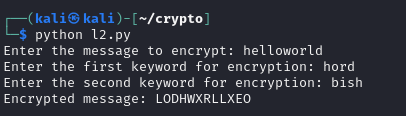 ┌──(kali㉿kali)-[~/crypto]
└─$ python l2.py
Enter the message to encrypt: helloworld
Enter the first keyword for encryption: hord
Enter the second keyword for encryption: bish
Encrypted message: LODHWXRLLXEO